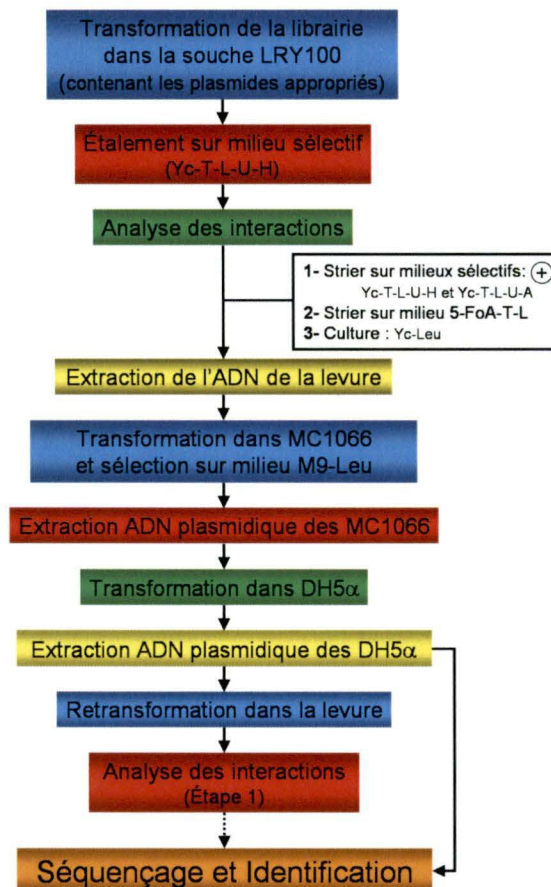 Transformation de la librairie
dans la souche LRY100
(contenant les plasmides appropriés)
Étalement sur milieu sélectif
(Yc-T-L-U-H)
Analyse des interactions
1- Strier sur milieux sélectifs: +
Yc-T-L-U-H et Yc-T-L-U-A
2- Strier sur milieu 5-FoA-T-L
3- Culture : Yc-Leu
Extraction de l'ADN de la levure
Transformation dans MC1066
et sélection sur milieu M9-Leu
Extraction ADN plasmidique des MC1066
Transformation dans DH5α
Extraction ADN plasmidique des DH5α
Retransformation dans la levure
Analyse des interactions
(Étape 1)
Séquençage et Identification